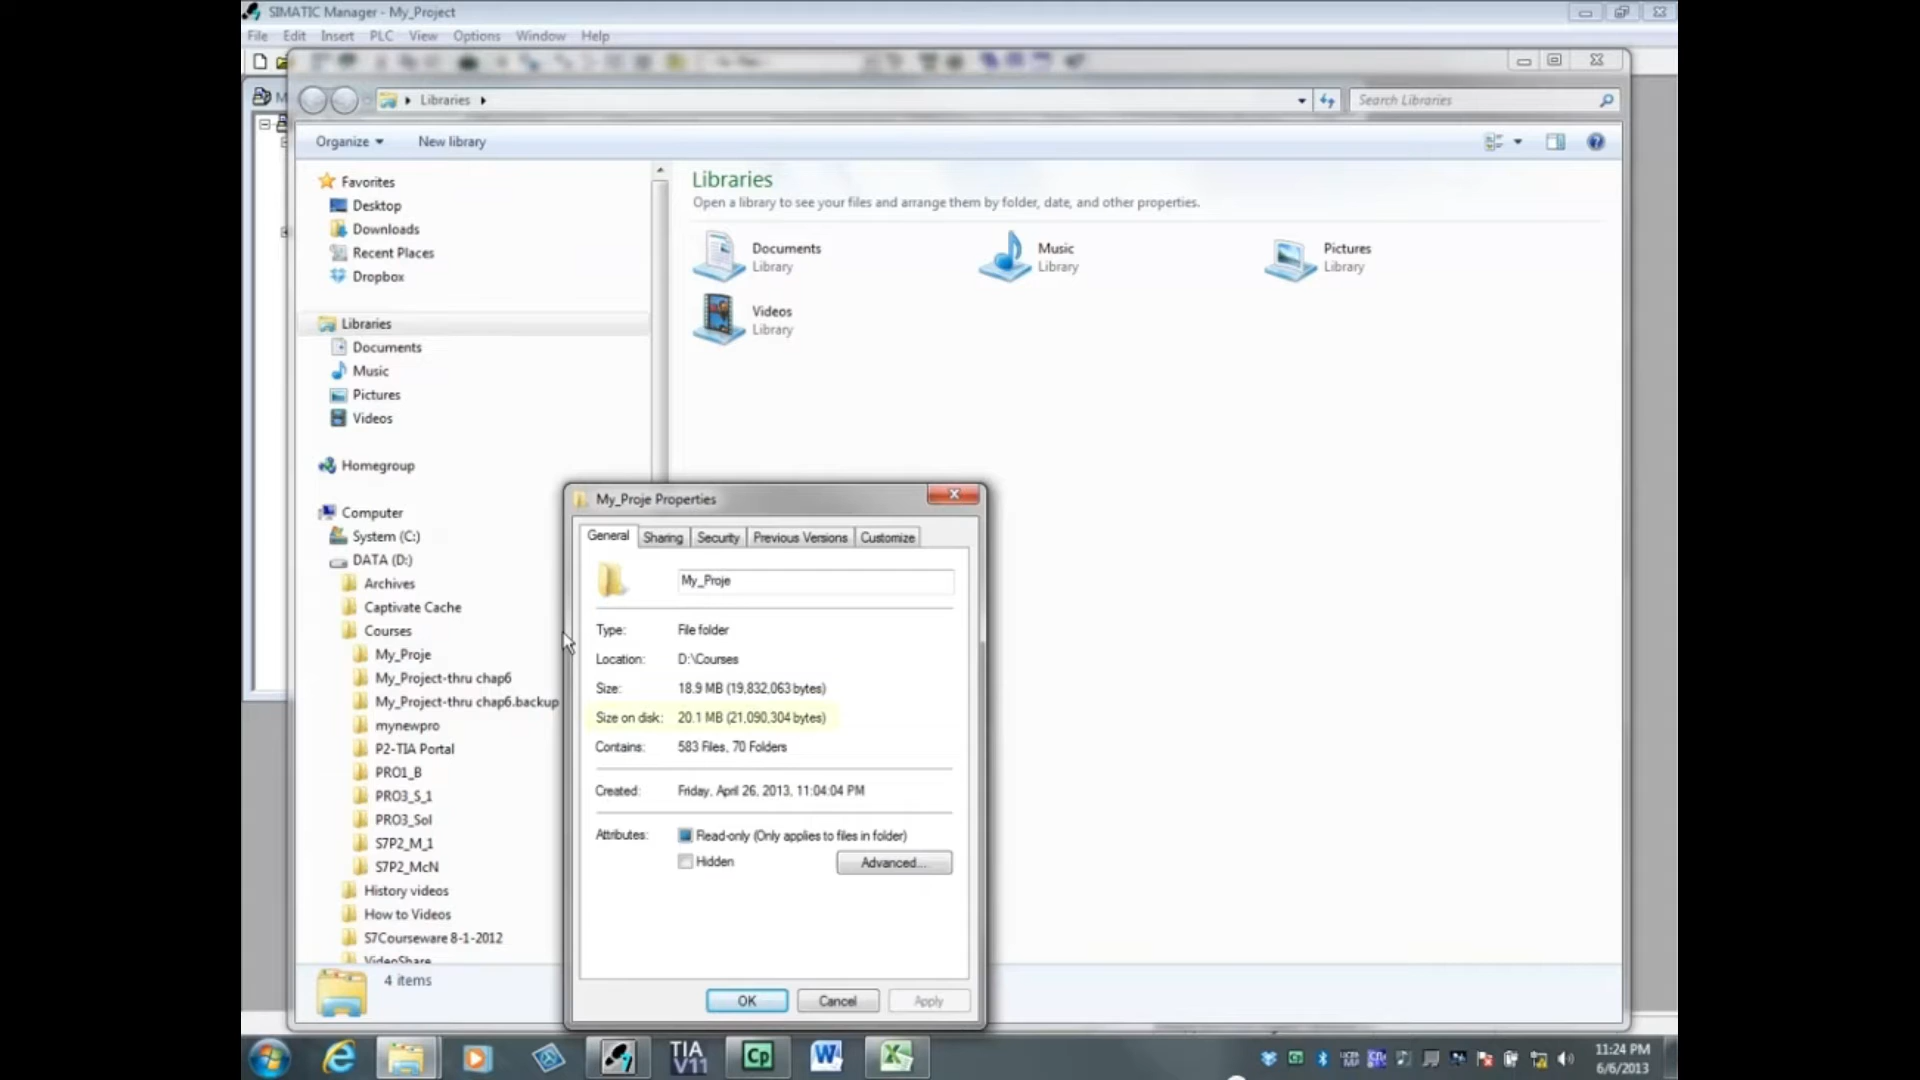 SIMATIC Manager - My_Project
File Edit Insert PLC View Options Window Help
Libraries
Search Libraries
Organize
New library
Favorites
Desktop
Downloads
Recent Places
Dropbox
Libraries
Documents
Music
Pictures
Videos
Homegroup
Computer
System (C:)
DATA (D:)
Archives
Captivate Cache
Courses
My_Proje
My_Project-thru chap6
My_Project-thru chap6.backup
mynewpro
P2-TIA Portal
PRO1_B
PRO3_S_1
PRO3_Sol
S7P2_M_1
S7P2_McN
History videos
How to Videos
S7Courseware 8-1-2012
VideoShare
4 items
Libraries
Open a library to see your files and arrange them by folder, date, and other properties.
Documents
Library
Music
Library
Pictures
Library
Videos
Library
My_Proje Properties
General Sharing Security Previous Versions Customize
My_Proje
Type: File folder
Location: D:\Courses
Size: 18.9 MB (19,832,063 bytes)
Size on disk: 20.1 MB (21,090,304 bytes)
Contains: 583 Files, 70 Folders
Created: Friday, April 26, 2013, 11:04:04 PM
Attributes: Read-only (Only applies to files in folder)
Hidden
Advanced...
OK Cancel Apply
TIA
V11
Cp
W
11:24 PM
6/6/2013